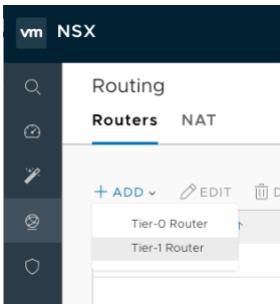 vm NSX
Routing
Routers NAT
+ ADD EDIT D
Tier-0 Router
Tier-1 Router